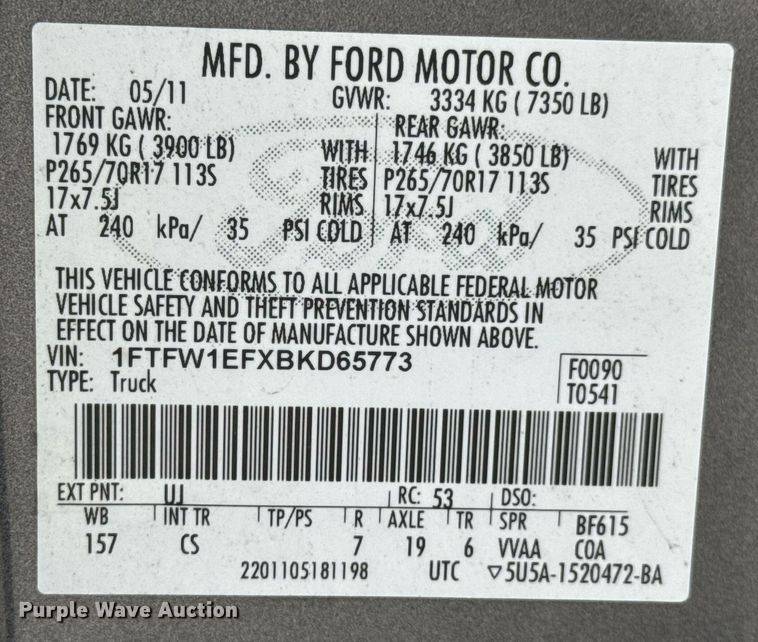 MFD. BY FORD MOTOR CO.
DATE: 05/11 GVWR: 3334 KG ( 7350 LB)
FRONT GAWR: REAR GAWR:
1769 KG ( 3900 LB) WITH 1746 KG ( 3850 LB) WITH
P265/70R17 113S TIRES P265/70R17 113S TIRES
17x7.5J RIMS 17x7.5J RIMS
AT 240 kPa/ 35 PSI COLD AT 240 kPa/ 35 PSI COLD
Ford
THIS VEHICLE CONFORMS TO ALL APPLICABLE FEDERAL MOTOR
VEHICLE SAFETY AND THEFT PREVENTION STANDARDS IN
EFFECT ON THE DATE OF MANUFACTURE SHOWN ABOVE.
VIN: 1FTFW1EFXBKD65773 F0090
TYPE: Truck T0541
EXT PNT: UJ RC: 53 DSO:
WB INT TR TP/PS R AXLE TR SPR BF615
157 CS 7 19 6 VVAA COA
2201105181198 UTC ▽5U5A-1520472-BA
Purple Wave Auction